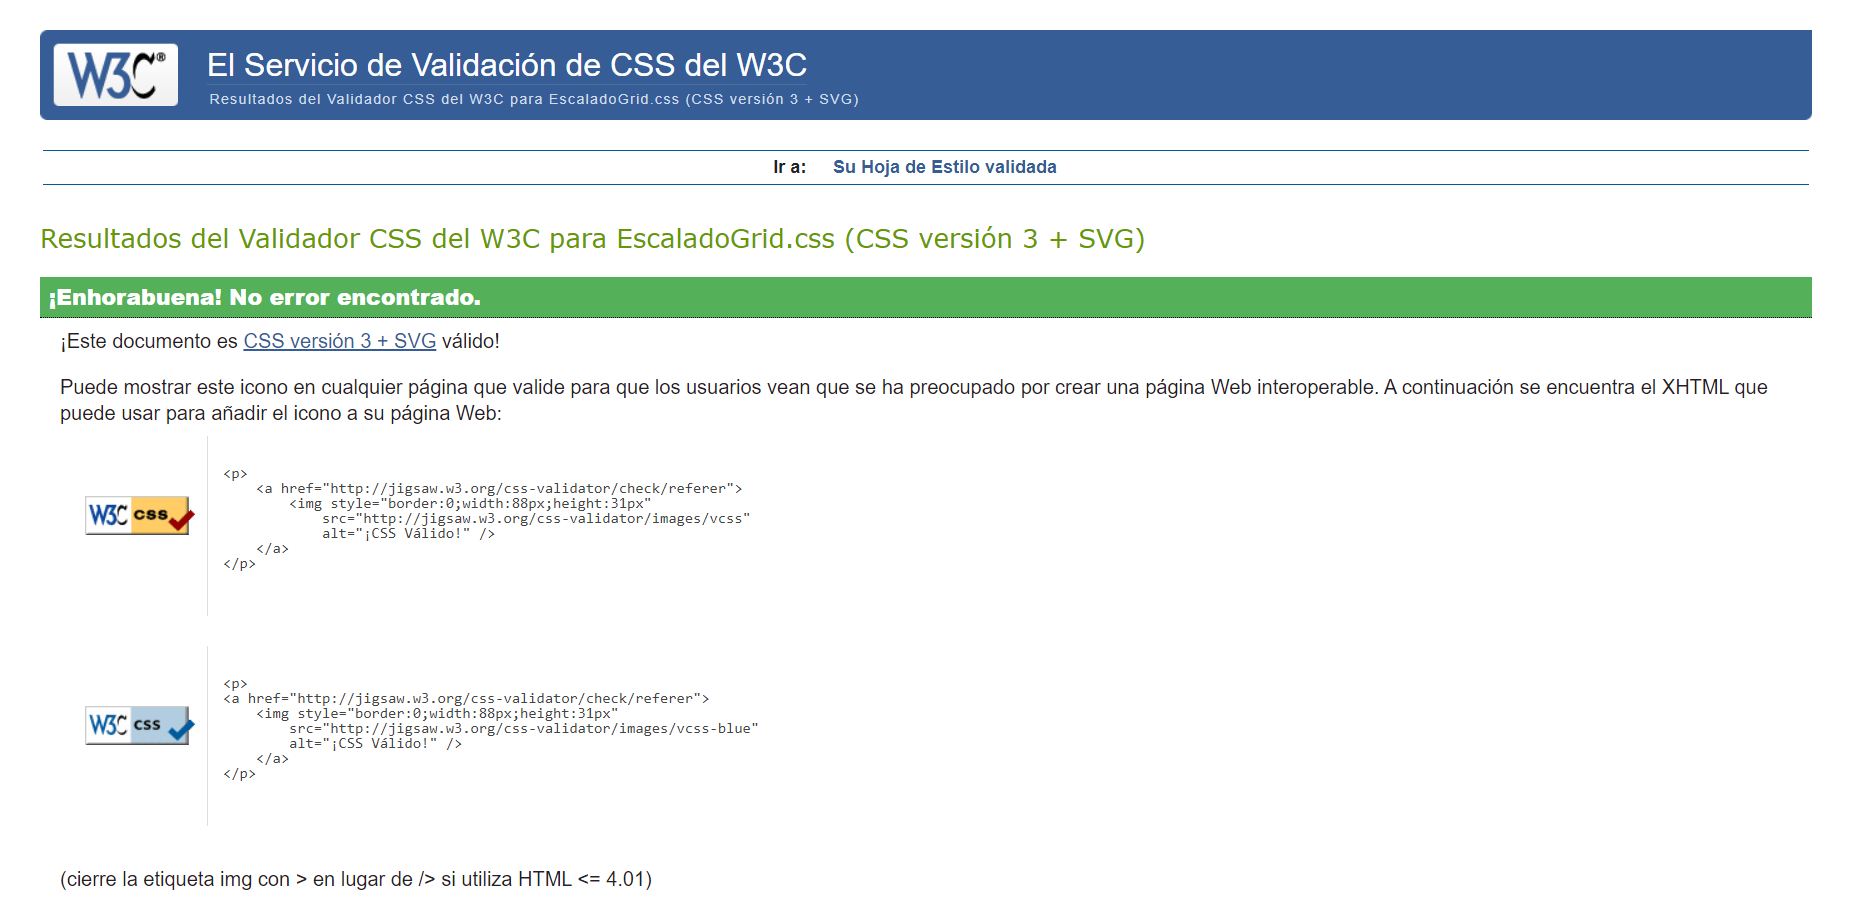 W3C®
El Servicio de Validación de CSS del W3C
Resultados del Validador CSS del W3C para EscaladoGrid.css (CSS versión 3 + SVG)
Ir a: Su Hoja de Estilo validada
Resultados del Validador CSS del W3C para EscaladoGrid.css (CSS versión 3 + SVG)
¡Enhorabuena! No error encontrado.
¡Este documento es CSS versión 3 + SVG válido!
Puede mostrar este icono en cualquier página que valide para que los usuarios vean que se ha preocupado por crear una página Web interoperable. A continuación se encuentra el XHTML que
puede usar para añadir el icono a su página Web:
W3C css
<p>
    <a href="http://jigsaw.w3.org/css-validator/check/referer">
        <img style="border:0;width:88px;height:31px"
            src="http://jigsaw.w3.org/css-validator/images/vcss"
            alt="¡CSS Válido!" />
    </a>
</p>
W3C css
<p>
<a href="http://jigsaw.w3.org/css-validator/check/referer">
    <img style="border:0;width:88px;height:31px"
        src="http://jigsaw.w3.org/css-validator/images/vcss-blue"
        alt="¡CSS Válido!" />
    </a>
</p>
(cierre la etiqueta img con > en lugar de /> si utiliza HTML <= 4.01)